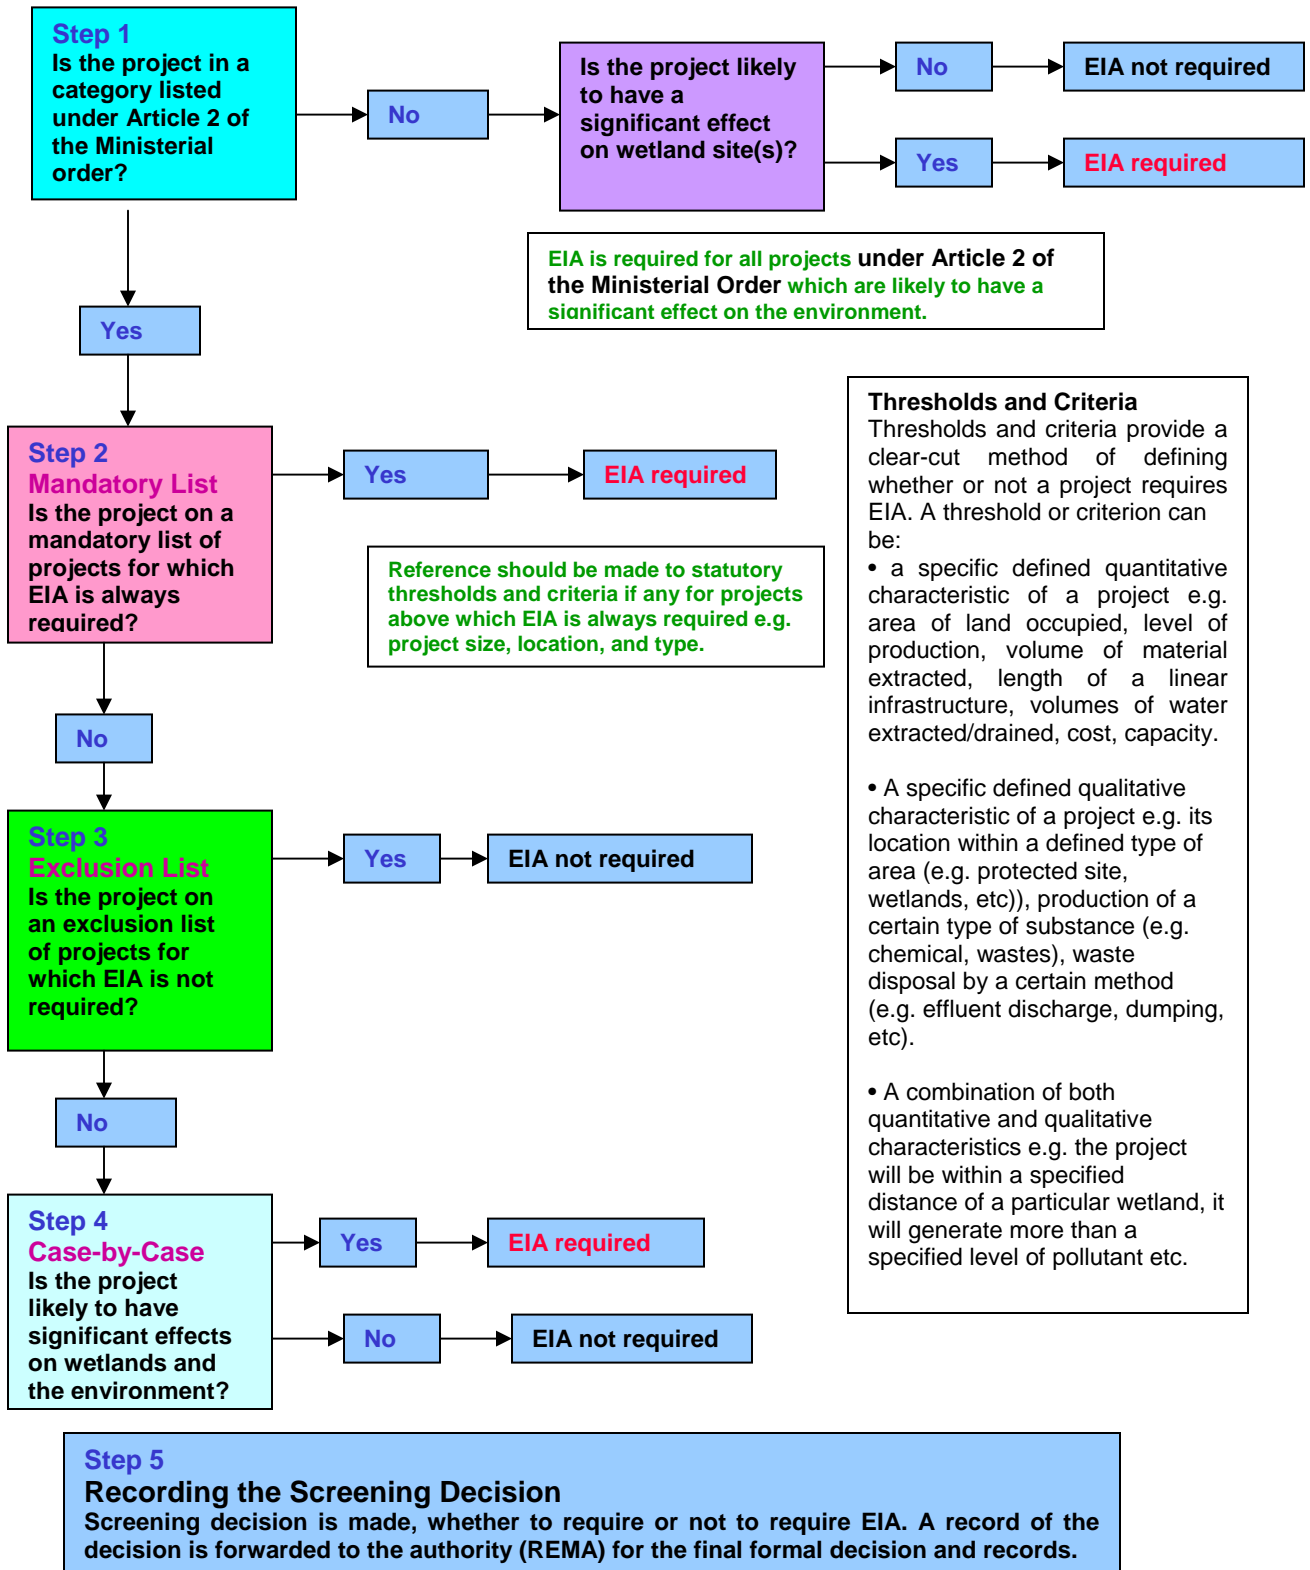 Step 1
Is the project in a
category listed
under Article 2 of
the Ministerial
order?
No
Is the project likely
to have a
significant effect
on wetland site(s)?
No
EIA not required
Yes
EIA required
EIA is required for all projects under Article 2 of
the Ministerial Order which are likely to have a
significant effect on the environment.
Yes
Step 2
Mandatory List
Is the project on a
mandatory list of
projects for which
EIA is always
required?
Yes
EIA required
Reference should be made to statutory
thresholds and criteria if any for projects
above which EIA is always required e.g.
project size, location, and type.
No
Step 3
Exclusion List
Is the project on
an exclusion list
of projects for
which EIA is not
required?
Yes
EIA not required
No
Step 4
Case-by-Case
Is the project
likely to have
significant effects
on wetlands and
the environment?
Yes
EIA required
No
EIA not required
Thresholds and Criteria
Thresholds and criteria provide a
clear-cut method of defining
whether or not a project requires
EIA. A threshold or criterion can
be:
• a specific defined quantitative
characteristic of a project e.g.
area of land occupied, level of
production, volume of material
extracted, length of a linear
infrastructure, volumes of water
extracted/drained, cost, capacity.
• A specific defined qualitative
characteristic of a project e.g. its
location within a defined type of
area (e.g. protected site,
wetlands, etc)), production of a
certain type of substance (e.g.
chemical, wastes), waste
disposal by a certain method
(e.g. effluent discharge, dumping,
etc).
• A combination of both
quantitative and qualitative
characteristics e.g. the project
will be within a specified
distance of a particular wetland, it
will generate more than a
specified level of pollutant etc.
Step 5
Recording the Screening Decision
Screening decision is made, whether to require or not to require EIA. A record of the
decision is forwarded to the authority (REMA) for the final formal decision and records.